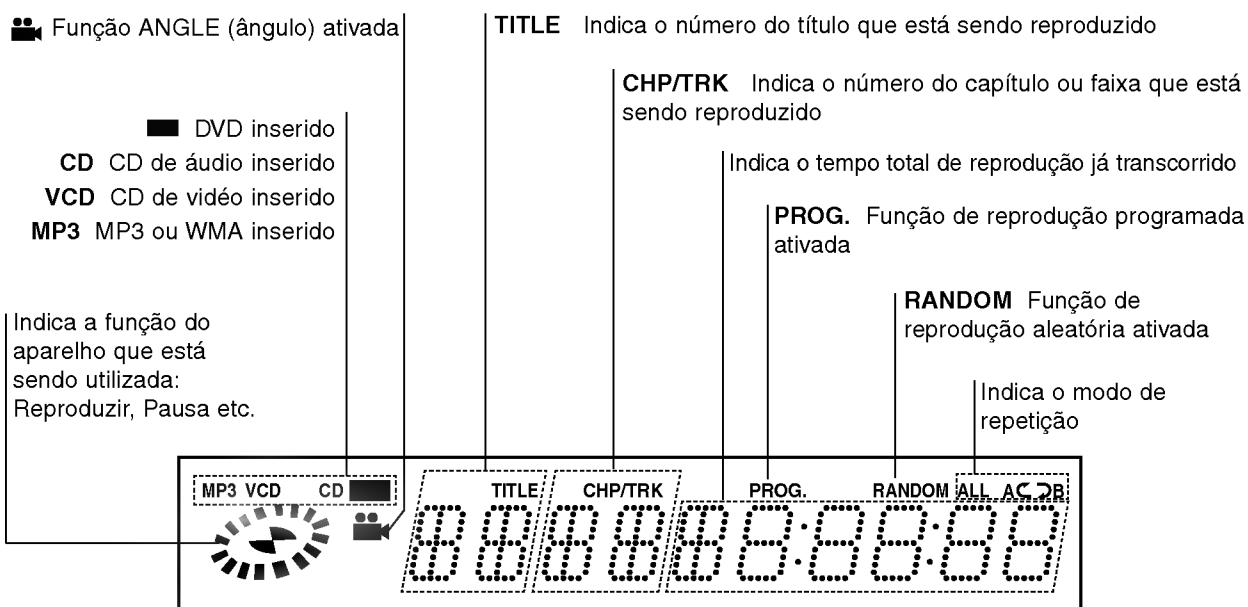 Função ANGLE (ângulo) ativada
TITLE Indica o número do título que está sendo reproduzido
CHP/TRK Indica o número do capítulo ou faixa que está
sendo reproduzido
DVD inserido
CD CD de áudio inserido
VCD CD de vidéo inserido
MP3 MP3 ou WMA inserido
Indica o tempo total de reprodução já transcorrido
PROG. Função de reprodução programada
ativada
RANDOM Função de
reprodução aleatória ativada
Indica a função do
aparelho que está
sendo utilizada:
Reproduzir, Pausa etc.
Indica o modo de
repetição
MP3 VCD CD TITLE CHP/TRK PROG. RANDOM ALL A B